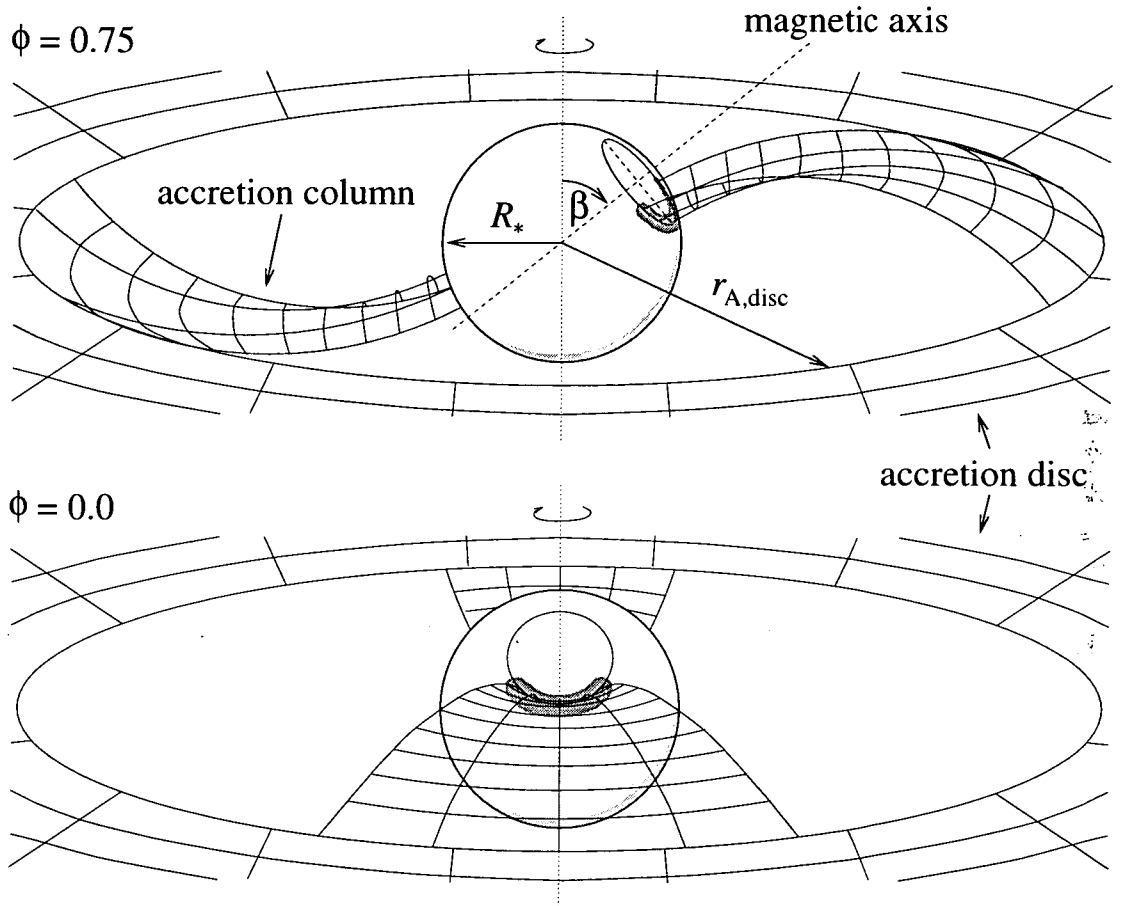 ϕ = 0.75
magnetic axis
accretion column
β
R*
rA,disc
accretion disc
ϕ = 0.0